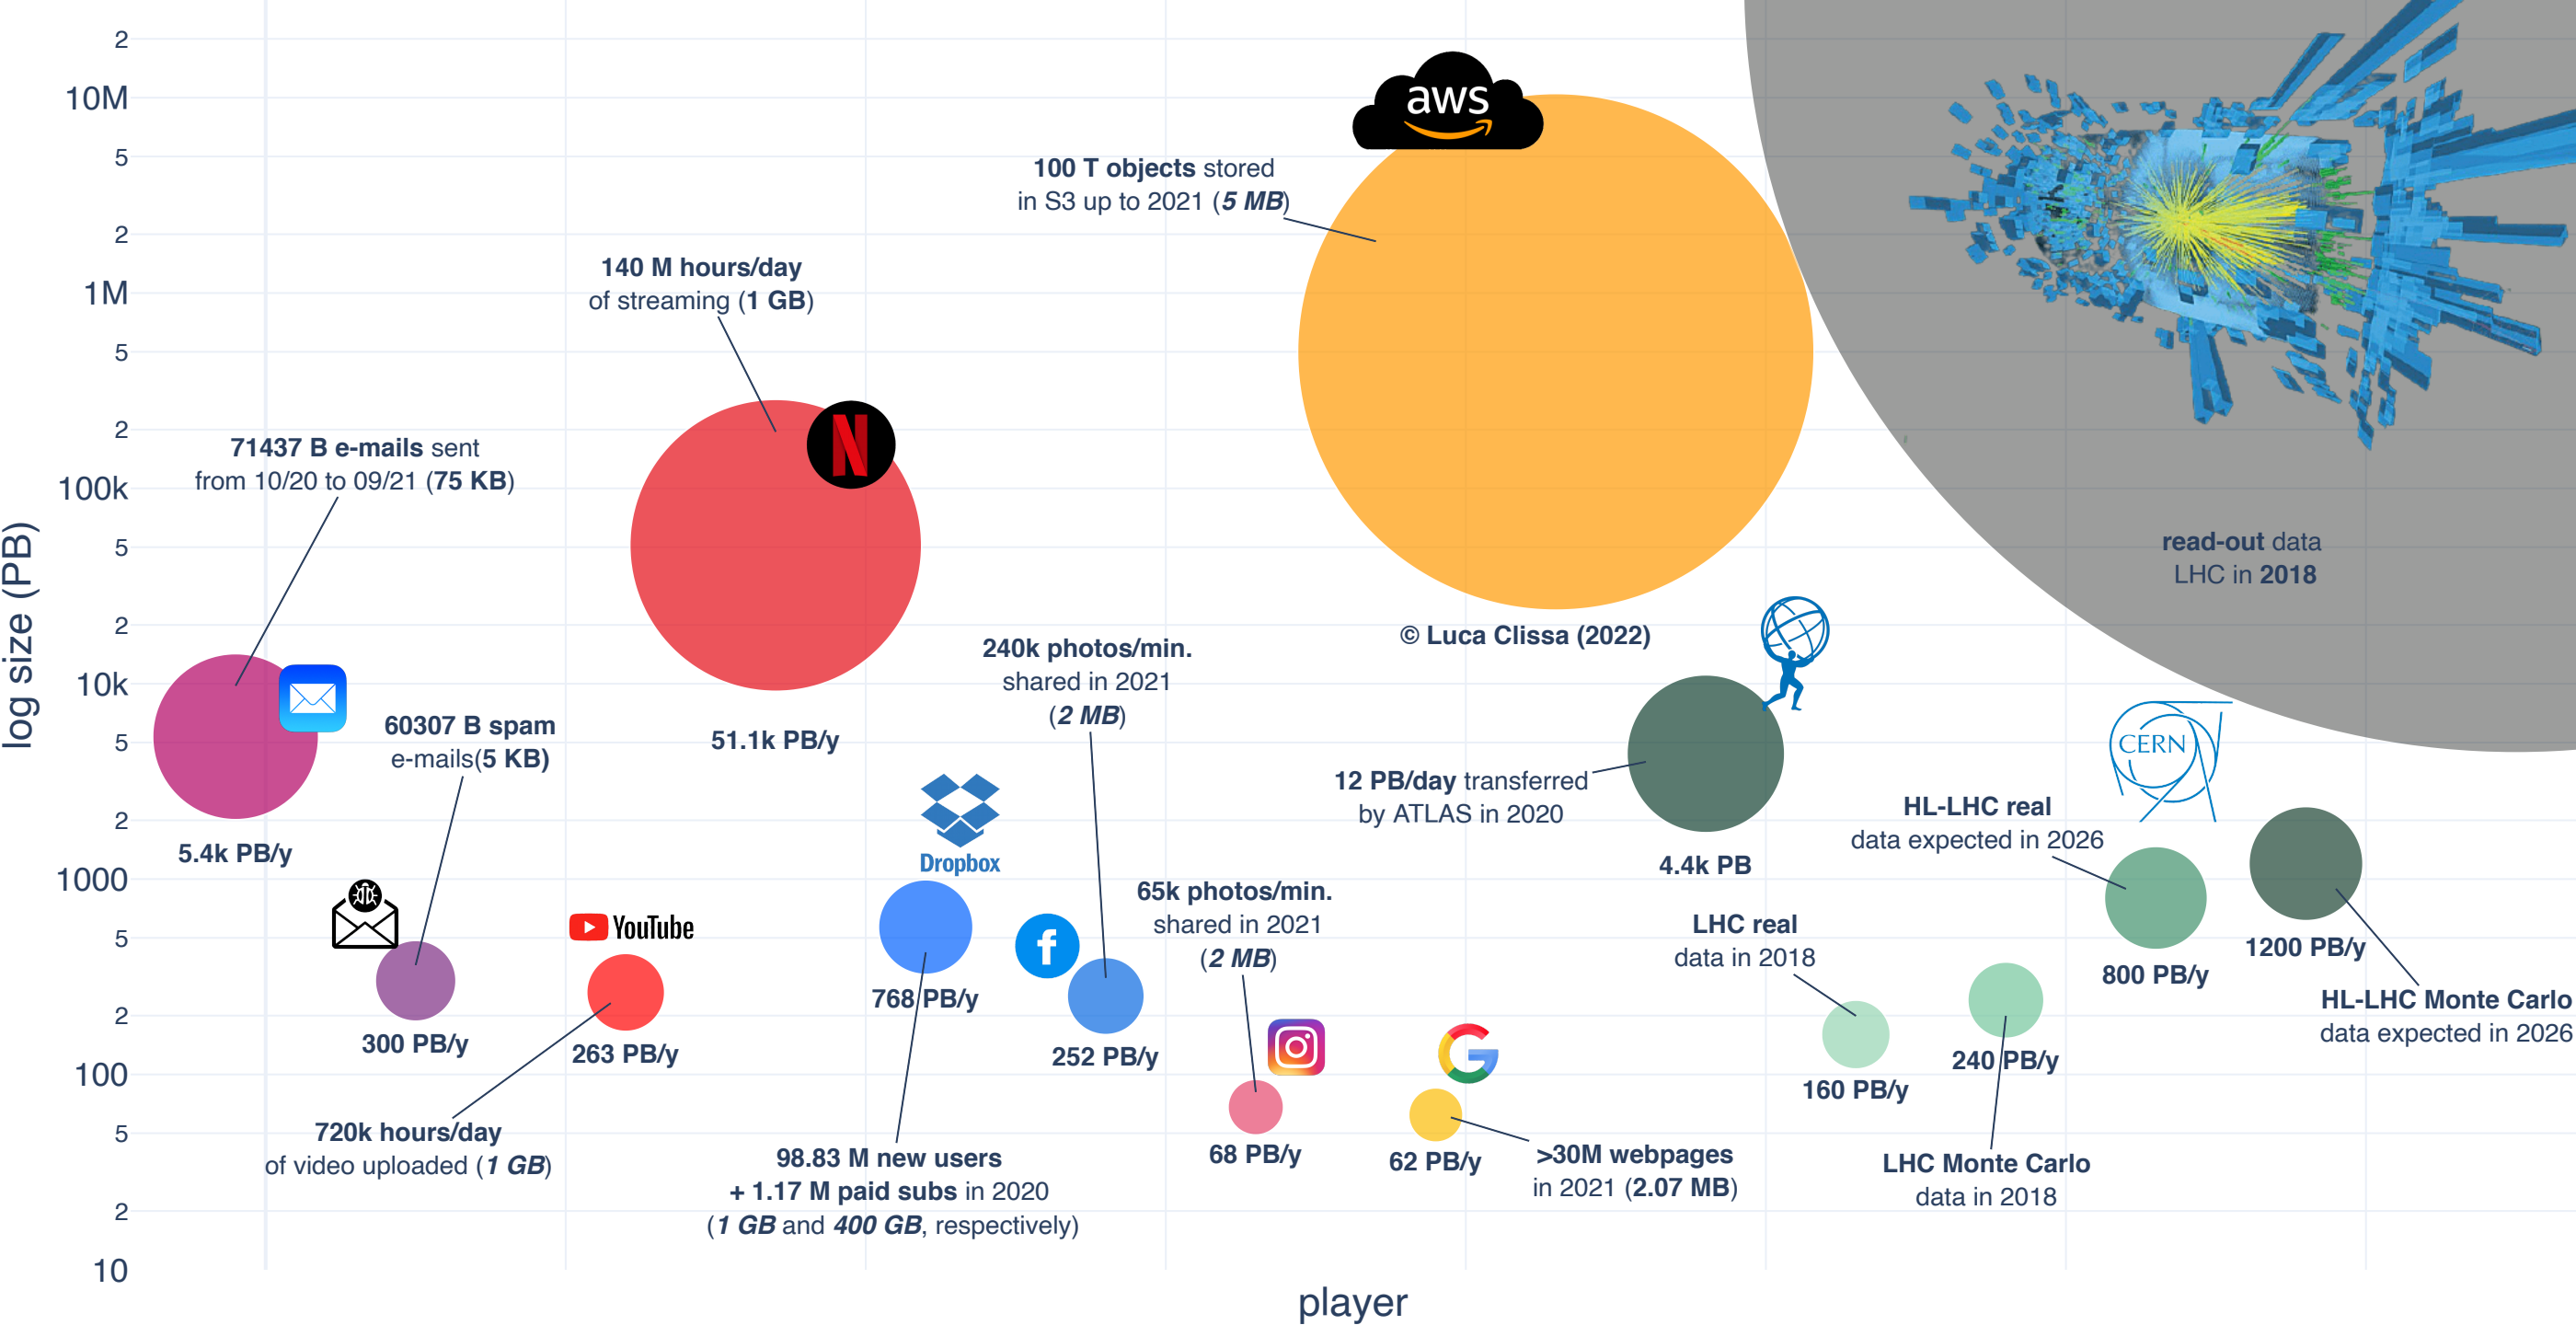 log size (PB)
2
10M
5
2
1M
5
2
100k
5
2
10k
5
2
1000
5
2
100
5
2
10
player
71437 B e-mails sent
from 10/20 to 09/21 (75 KB)
5.4k PB/y
60307 B spam
e-mails(5 KB)
300 PB/y
140 M hours/day
of streaming (1 GB)
N
51.1k PB/y
YouTube
263 PB/y
720k hours/day
of video uploaded (1 GB)
Dropbox
768 PB/y
98.83 M new users
+ 1.17 M paid subs in 2020
(1 GB and 400 GB, respectively)
240k photos/min.
shared in 2021
(2 MB)
f
252 PB/y
65k photos/min.
shared in 2021
(2 MB)
68 PB/y
G
62 PB/y
>30M webpages
in 2021 (2.07 MB)
aws
100 T objects stored
in S3 up to 2021 (5 MB)
© Luca Clissa (2022)
12 PB/day transferred
by ATLAS in 2020
4.4k PB
read-out data
LHC in 2018
CERN
LHC real
data in 2018
160 PB/y
240 PB/y
LHC Monte Carlo
data in 2018
HL-LHC real
data expected in 2026
800 PB/y
1200 PB/y
HL-LHC Monte Carlo
data expected in 2026